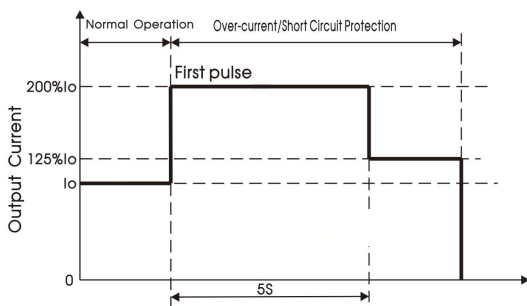 Normal Operation
Over-current/Short Circuit Protection
First pulse
200%Io
125%Io
Io
0
Output Current
5S